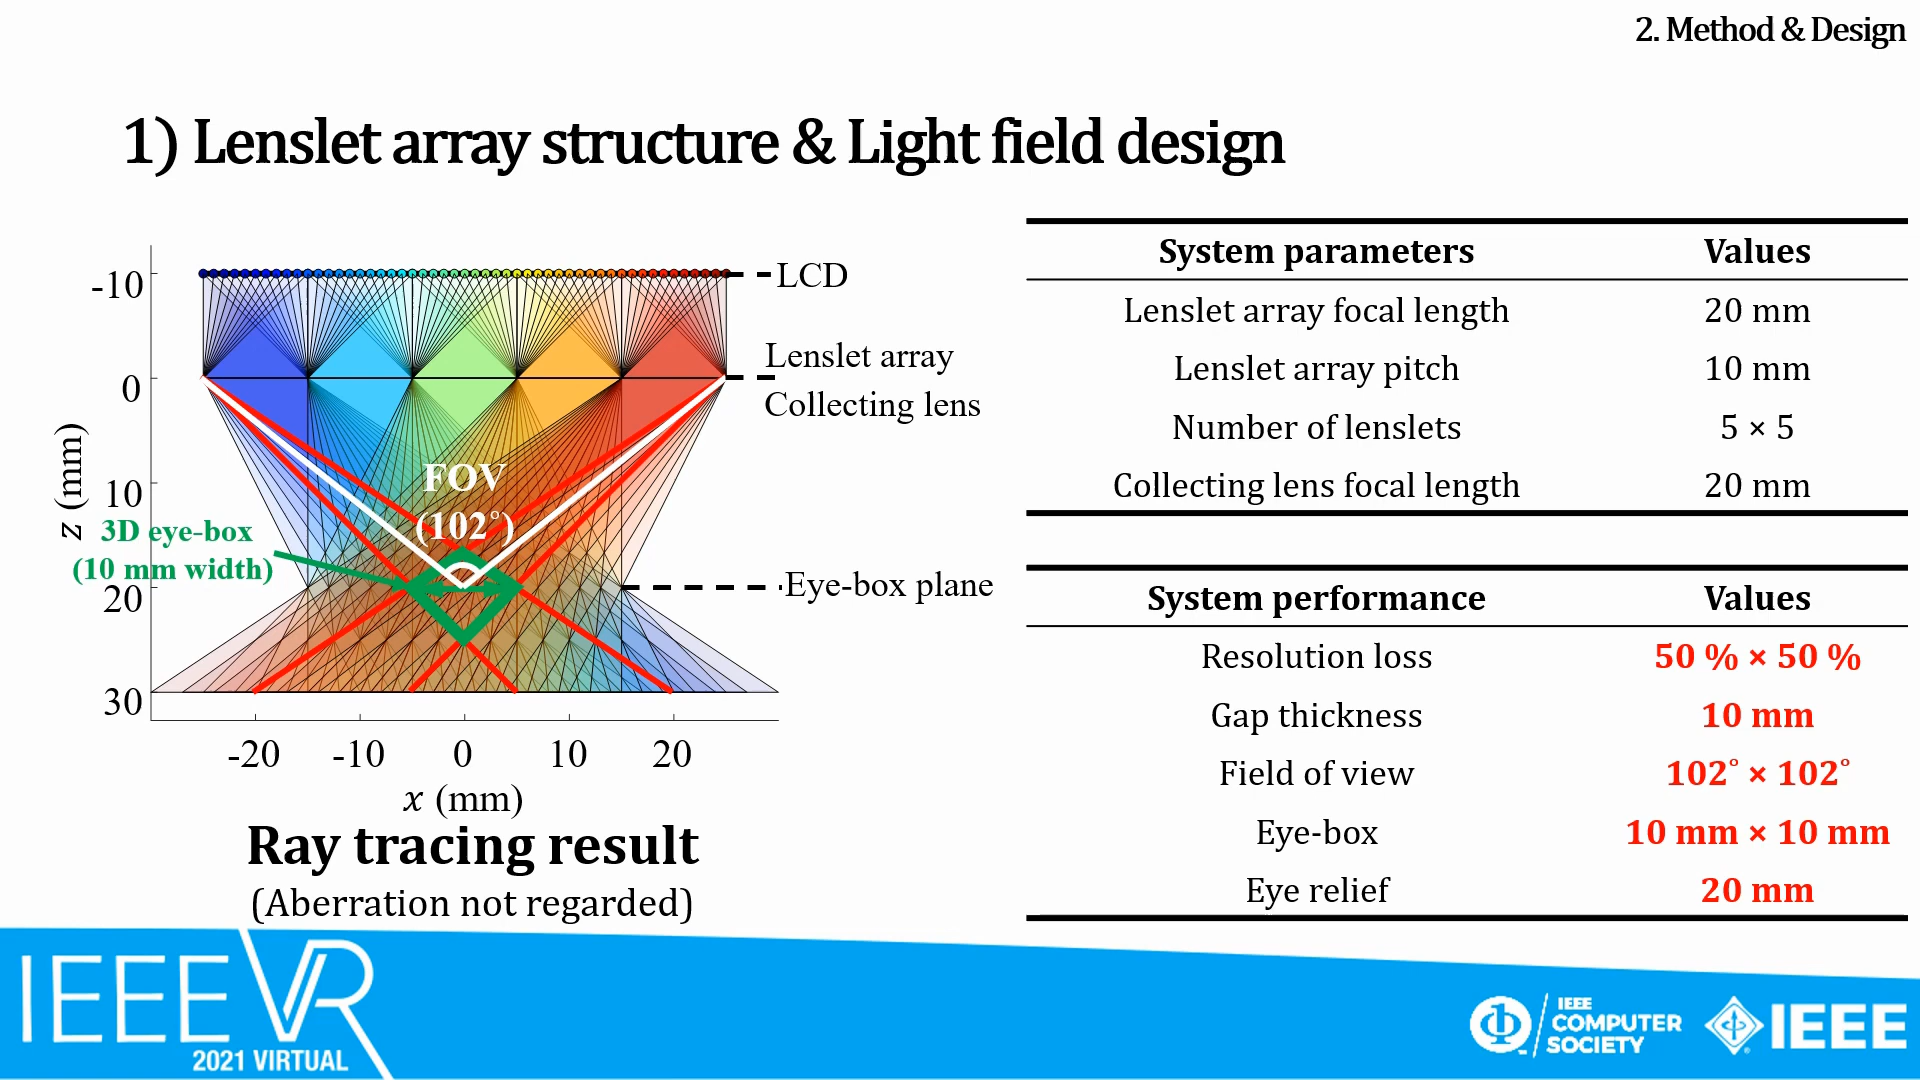 2. Method & Design
1) Lenslet array structure & Light field design
-10
0
10
20
30
z (mm)
-20 -10 0 10 20
x (mm)
LCD
Lenslet array
Collecting lens
FOV
(102°)
3D eye-box
(10 mm width)
Eye-box plane
Ray tracing result
(Aberration not regarded)
System parameters Values
Lenslet array focal length 20 mm
Lenslet array pitch 10 mm
Number of lenslets 5 × 5
Collecting lens focal length 20 mm
System performance Values
Resolution loss 50 % × 50 %
Gap thickness 10 mm
Field of view 102° × 102°
Eye-box 10 mm × 10 mm
Eye relief 20 mm
IEEE VR
2021 VIRTUAL
IEEE
COMPUTER
SOCIETY
IEEE